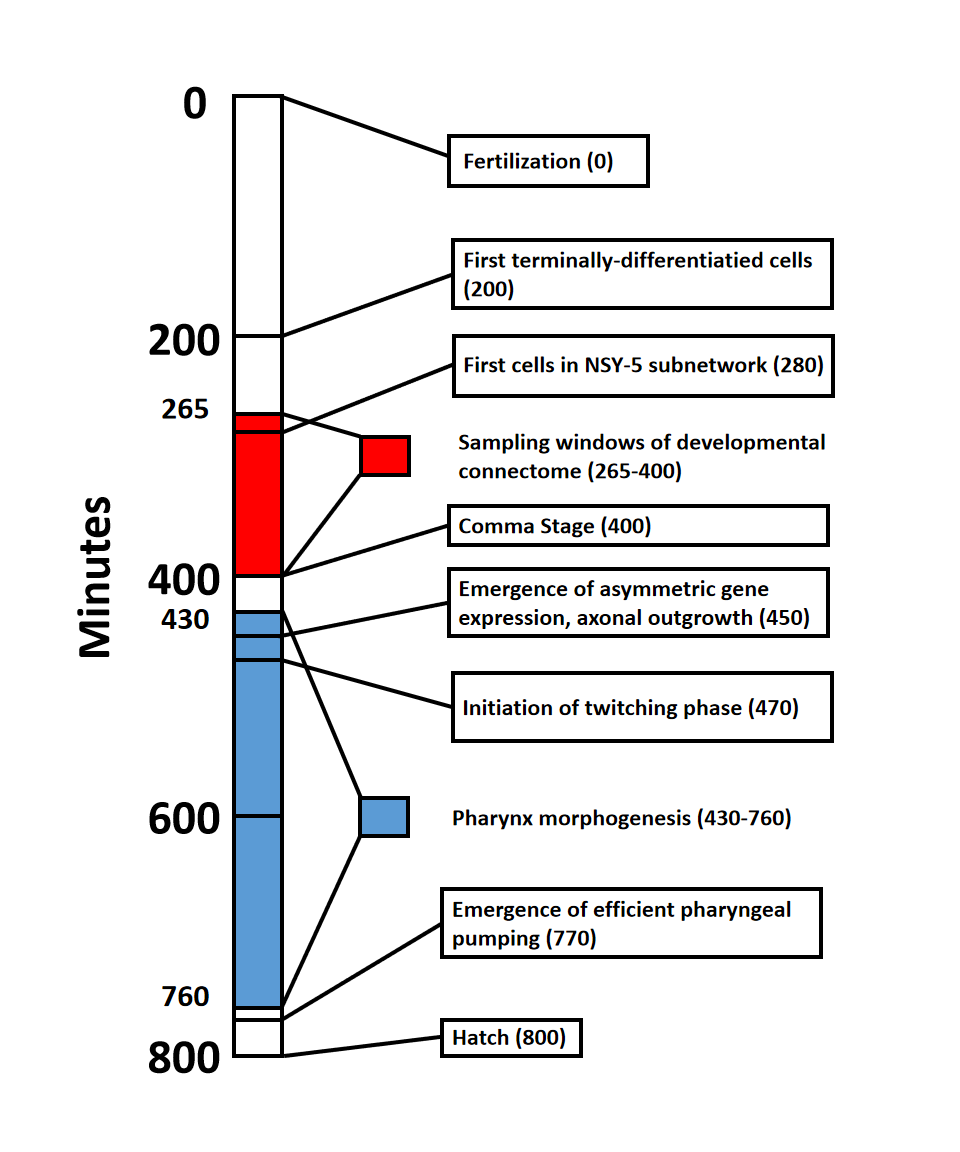 0
Fertilization (0)
First terminally-differentiatied cells
(200)
200
First cells in NSY-5 subnetwork (280)
265
Sampling windows of developmental
connectome (265-400)
Minutes
Comma Stage (400)
400
Emergence of asymmetric gene
expression, axonal outgrowth (450)
430
Initiation of twitching phase (470)
600
Pharynx morphogenesis (430-760)
Emergence of efficient pharyngeal
pumping (770)
760
Hatch (800)
800